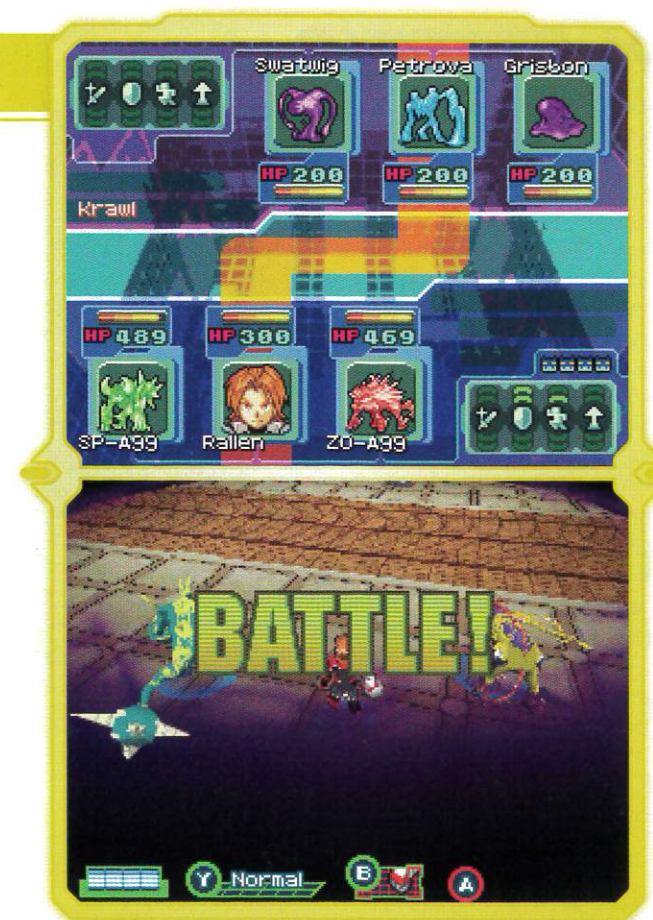 Swatwig Petrova Grisbon
HP 200 HP 200 HP 200
Krawl
HP 489 HP 300 HP 469
SP-A99 Rallen ZO-A99
BATTLE!
Y Normal B A